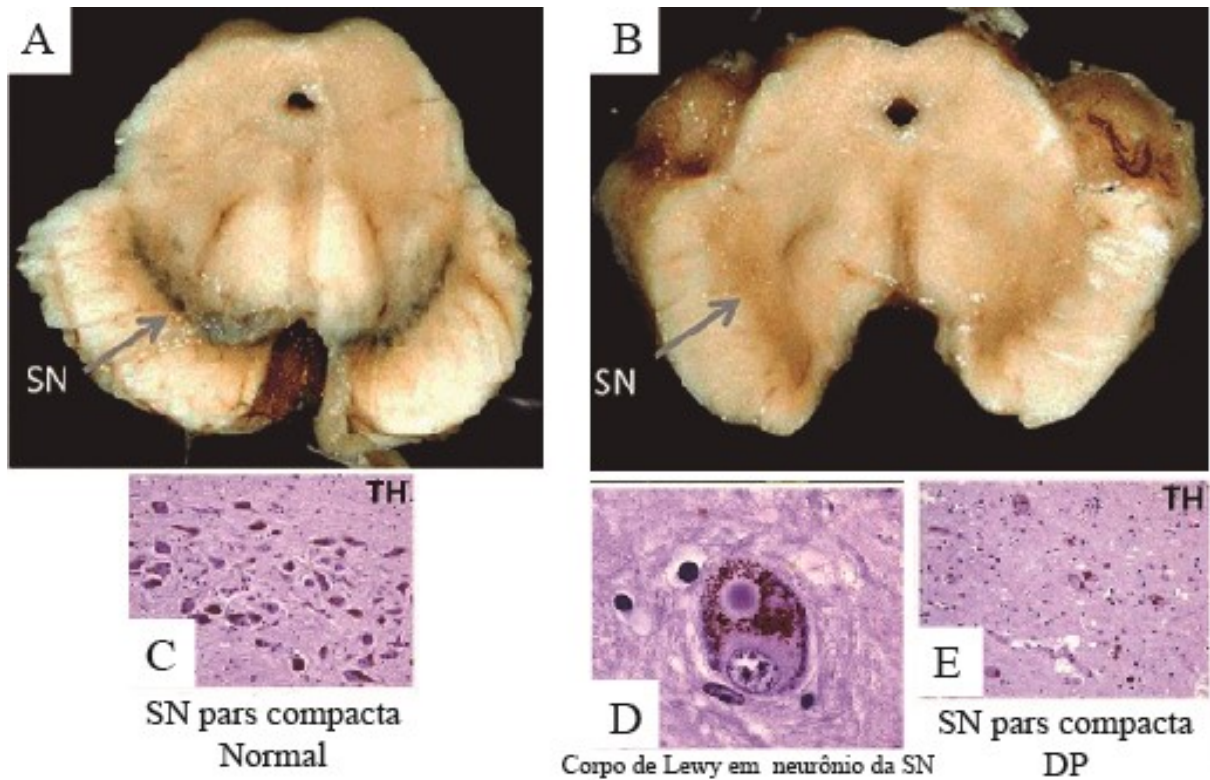 A
SN
B
SN
TH
C
SN pars compacta
Normal
D
Corpo de Lewy em neurônio da SN
TH
E
SN pars compacta
DP